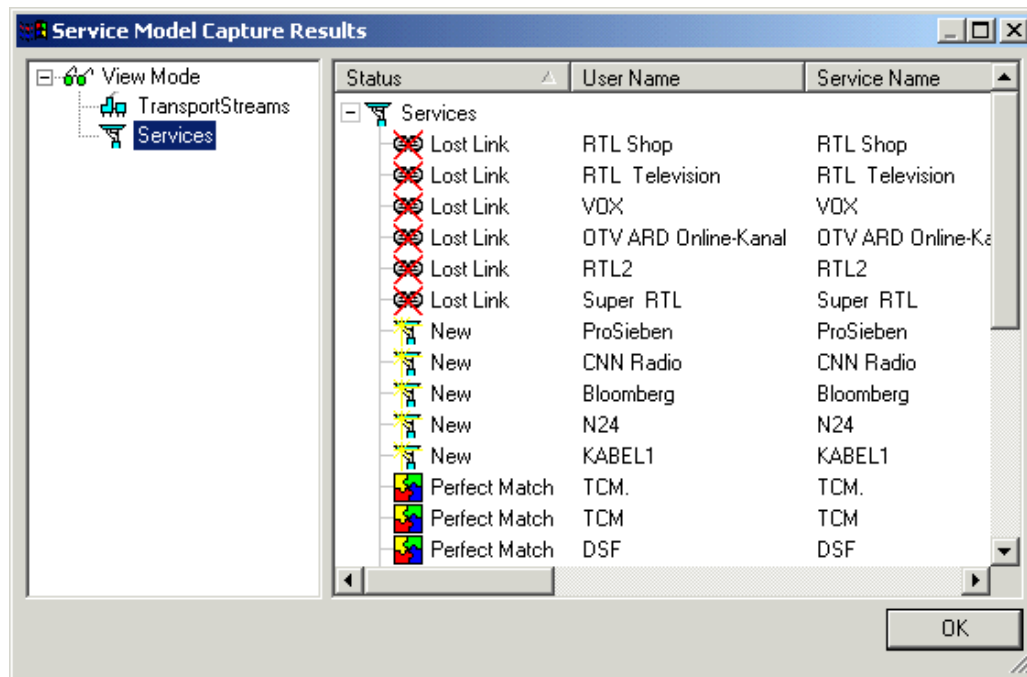 Service Model Capture Results
View Mode
TransportStreams
Services
Status User Name Service Name
Services
Lost Link RTL Shop RTL Shop
Lost Link RTL Television RTL Television
Lost Link VOX VOX
Lost Link OTV ARD Online-Kanal OTV ARD Online-Ka
Lost Link RTL2 RTL2
Lost Link Super RTL Super RTL
New ProSieben ProSieben
New CNN Radio CNN Radio
New Bloomberg Bloomberg
New N24 N24
New KABEL1 KABEL1
Perfect Match TCM. TCM.
Perfect Match TCM TCM
Perfect Match DSF DSF
OK